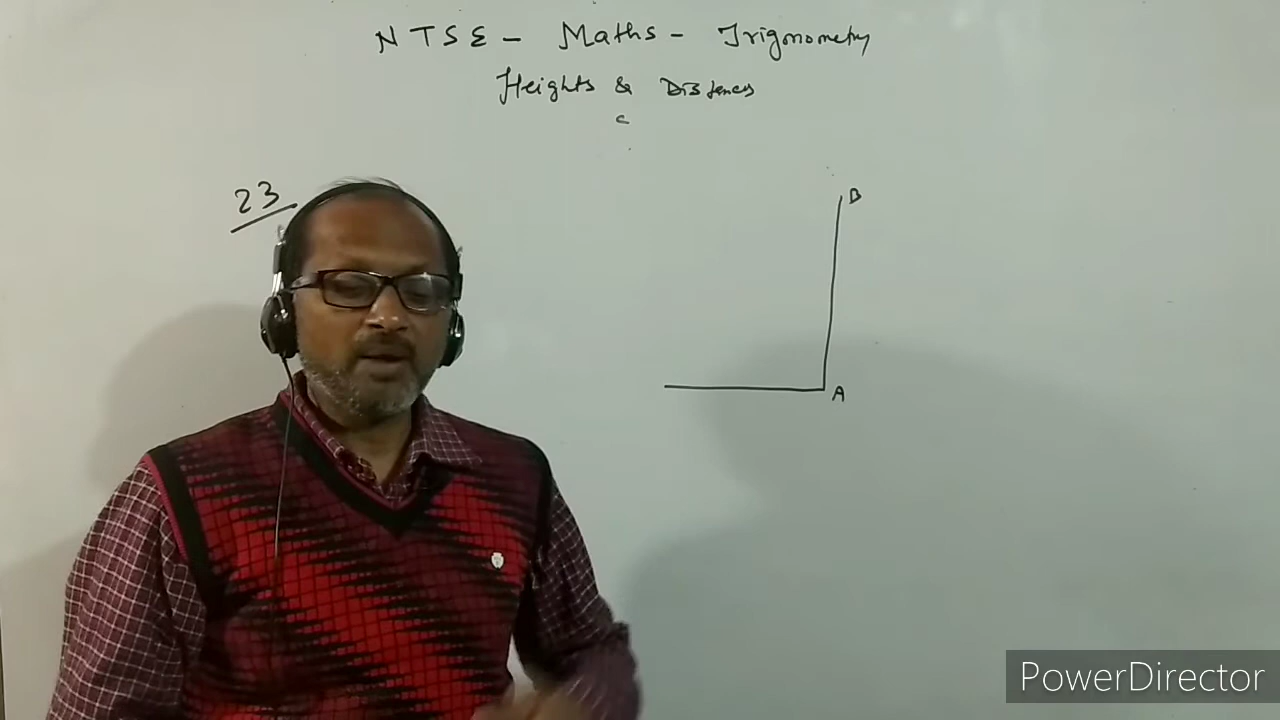 NTSE - Maths - Trigonometry
Heights & Distances
c
23
B
A
PowerDirector